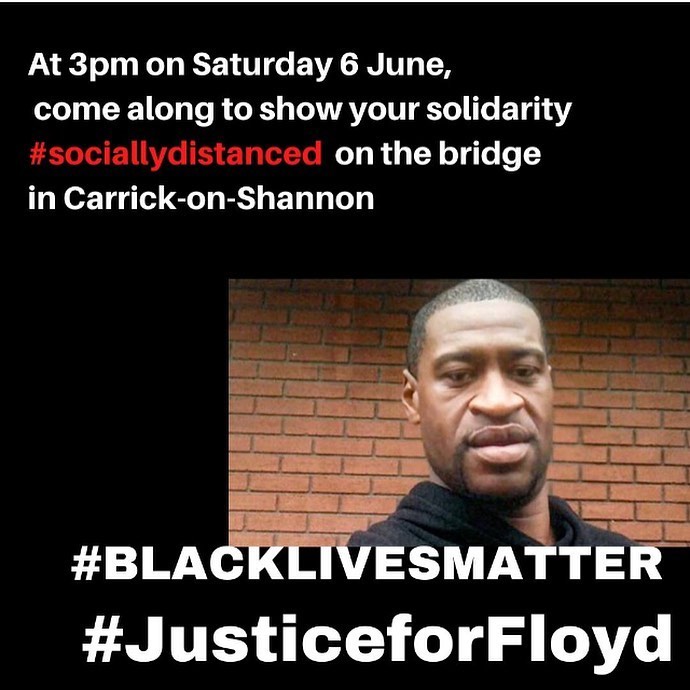 At 3pm on Saturday 6 June,
come along to show your solidarity
#sociallydistanced on the bridge
in Carrick-on-Shannon
#BLACKLIVESMATTER
#JusticeforFloyd